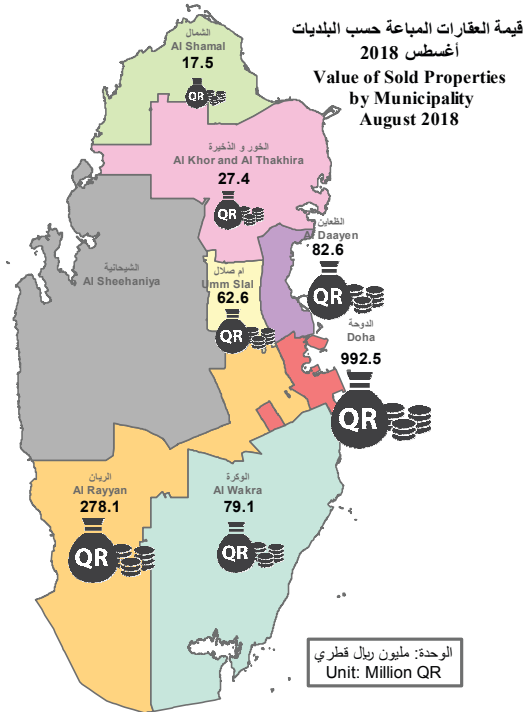 قيمة العقارات المباعة حسب البلديات
أغسطس 2018
Value of Sold Properties
by Municipality
August 2018
الشمال
Al Shamal
17.5
QR
الخور و الذخيرة
Al Khor and Al Thakhira
27.4
QR
الظعاين
Al Daayen
82.6
QR
الشيحانية
Al Sheehaniya
ام صلال
Umm Slal
62.6
QR
الدوحة
Doha
992.5
QR
الريان
Al Rayyan
278.1
QR
الوكرة
Al Wakra
79.1
QR
الوحدة: مليون ريال قطري
Unit: Million QR